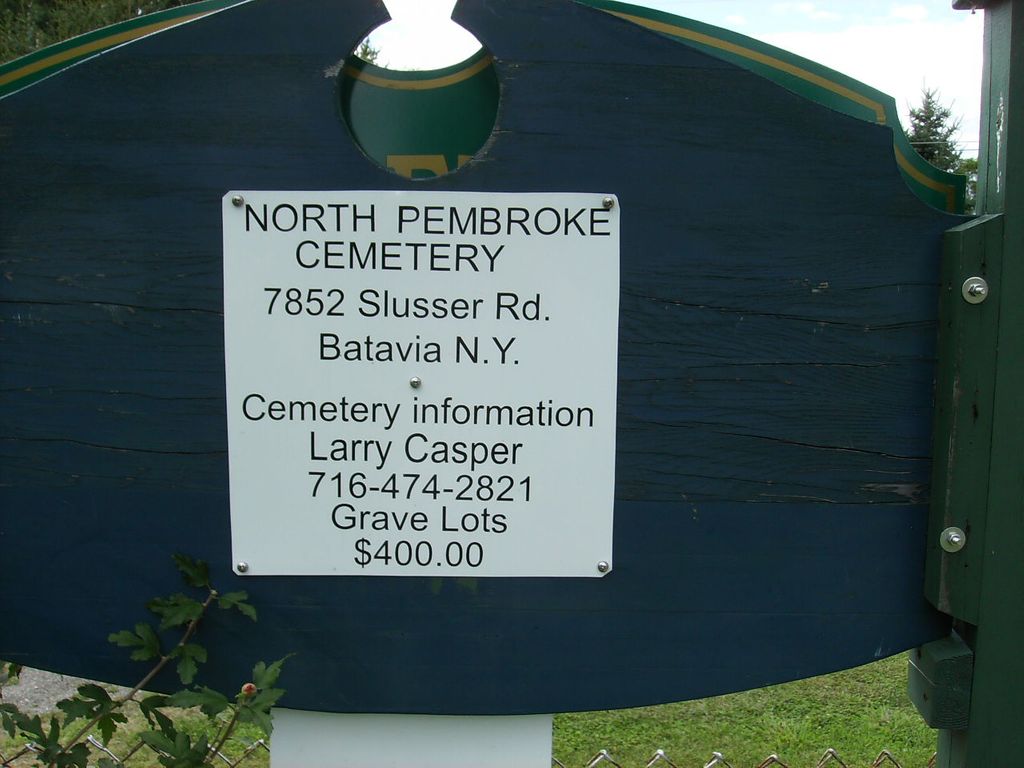 NORTH PEMBROKE
CEMETERY
7852 Slusser Rd.
Batavia N.Y.
Cemetery information
Larry Casper
716-474-2821
Grave Lots
$400.00